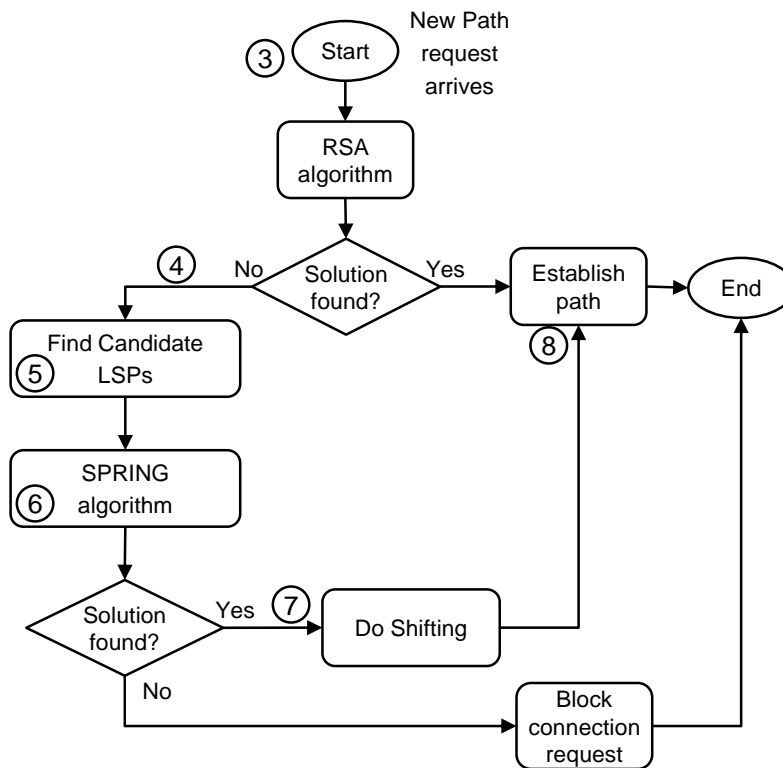 New Path
request
arrives
3
Start
RSA
algorithm
4
No
Solution
found?
Yes
Establish
path
End
8
Find Candidate
LSPs
5
SPRING
algorithm
6
Solution
found?
Yes
7
Do Shifting
No
Block
connection
request